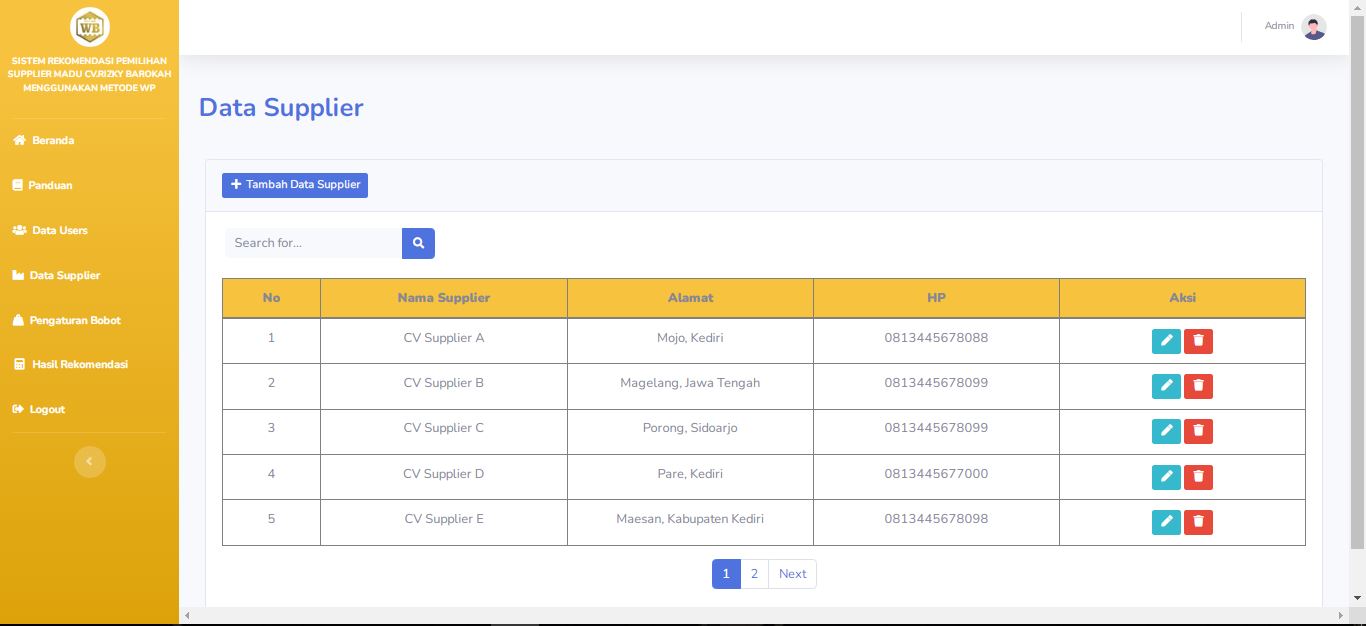 WB
SISTEM REKOMENDASI PEMILIHAN
SUPPLIER MADU CV.RIZKY BAROKAH
MENGGUNAKAN METODE WP
Beranda
Panduan
Data Users
Data Supplier
Pengaturan Bobot
Hasil Rekomendasi
Logout
Admin
Data Supplier
Tambah Data Supplier
Search for...
No Nama Supplier Alamat HP Aksi
1 CV Supplier A Mojo, Kediri 0813445678088
2 CV Supplier B Magelang, Jawa Tengah 0813445678099
3 CV Supplier C Porong, Sidoarjo 0813445678099
4 CV Supplier D Pare, Kediri 0813445677000
5 CV Supplier E Maesan, Kabupaten Kediri 0813445678098
1 2 Next